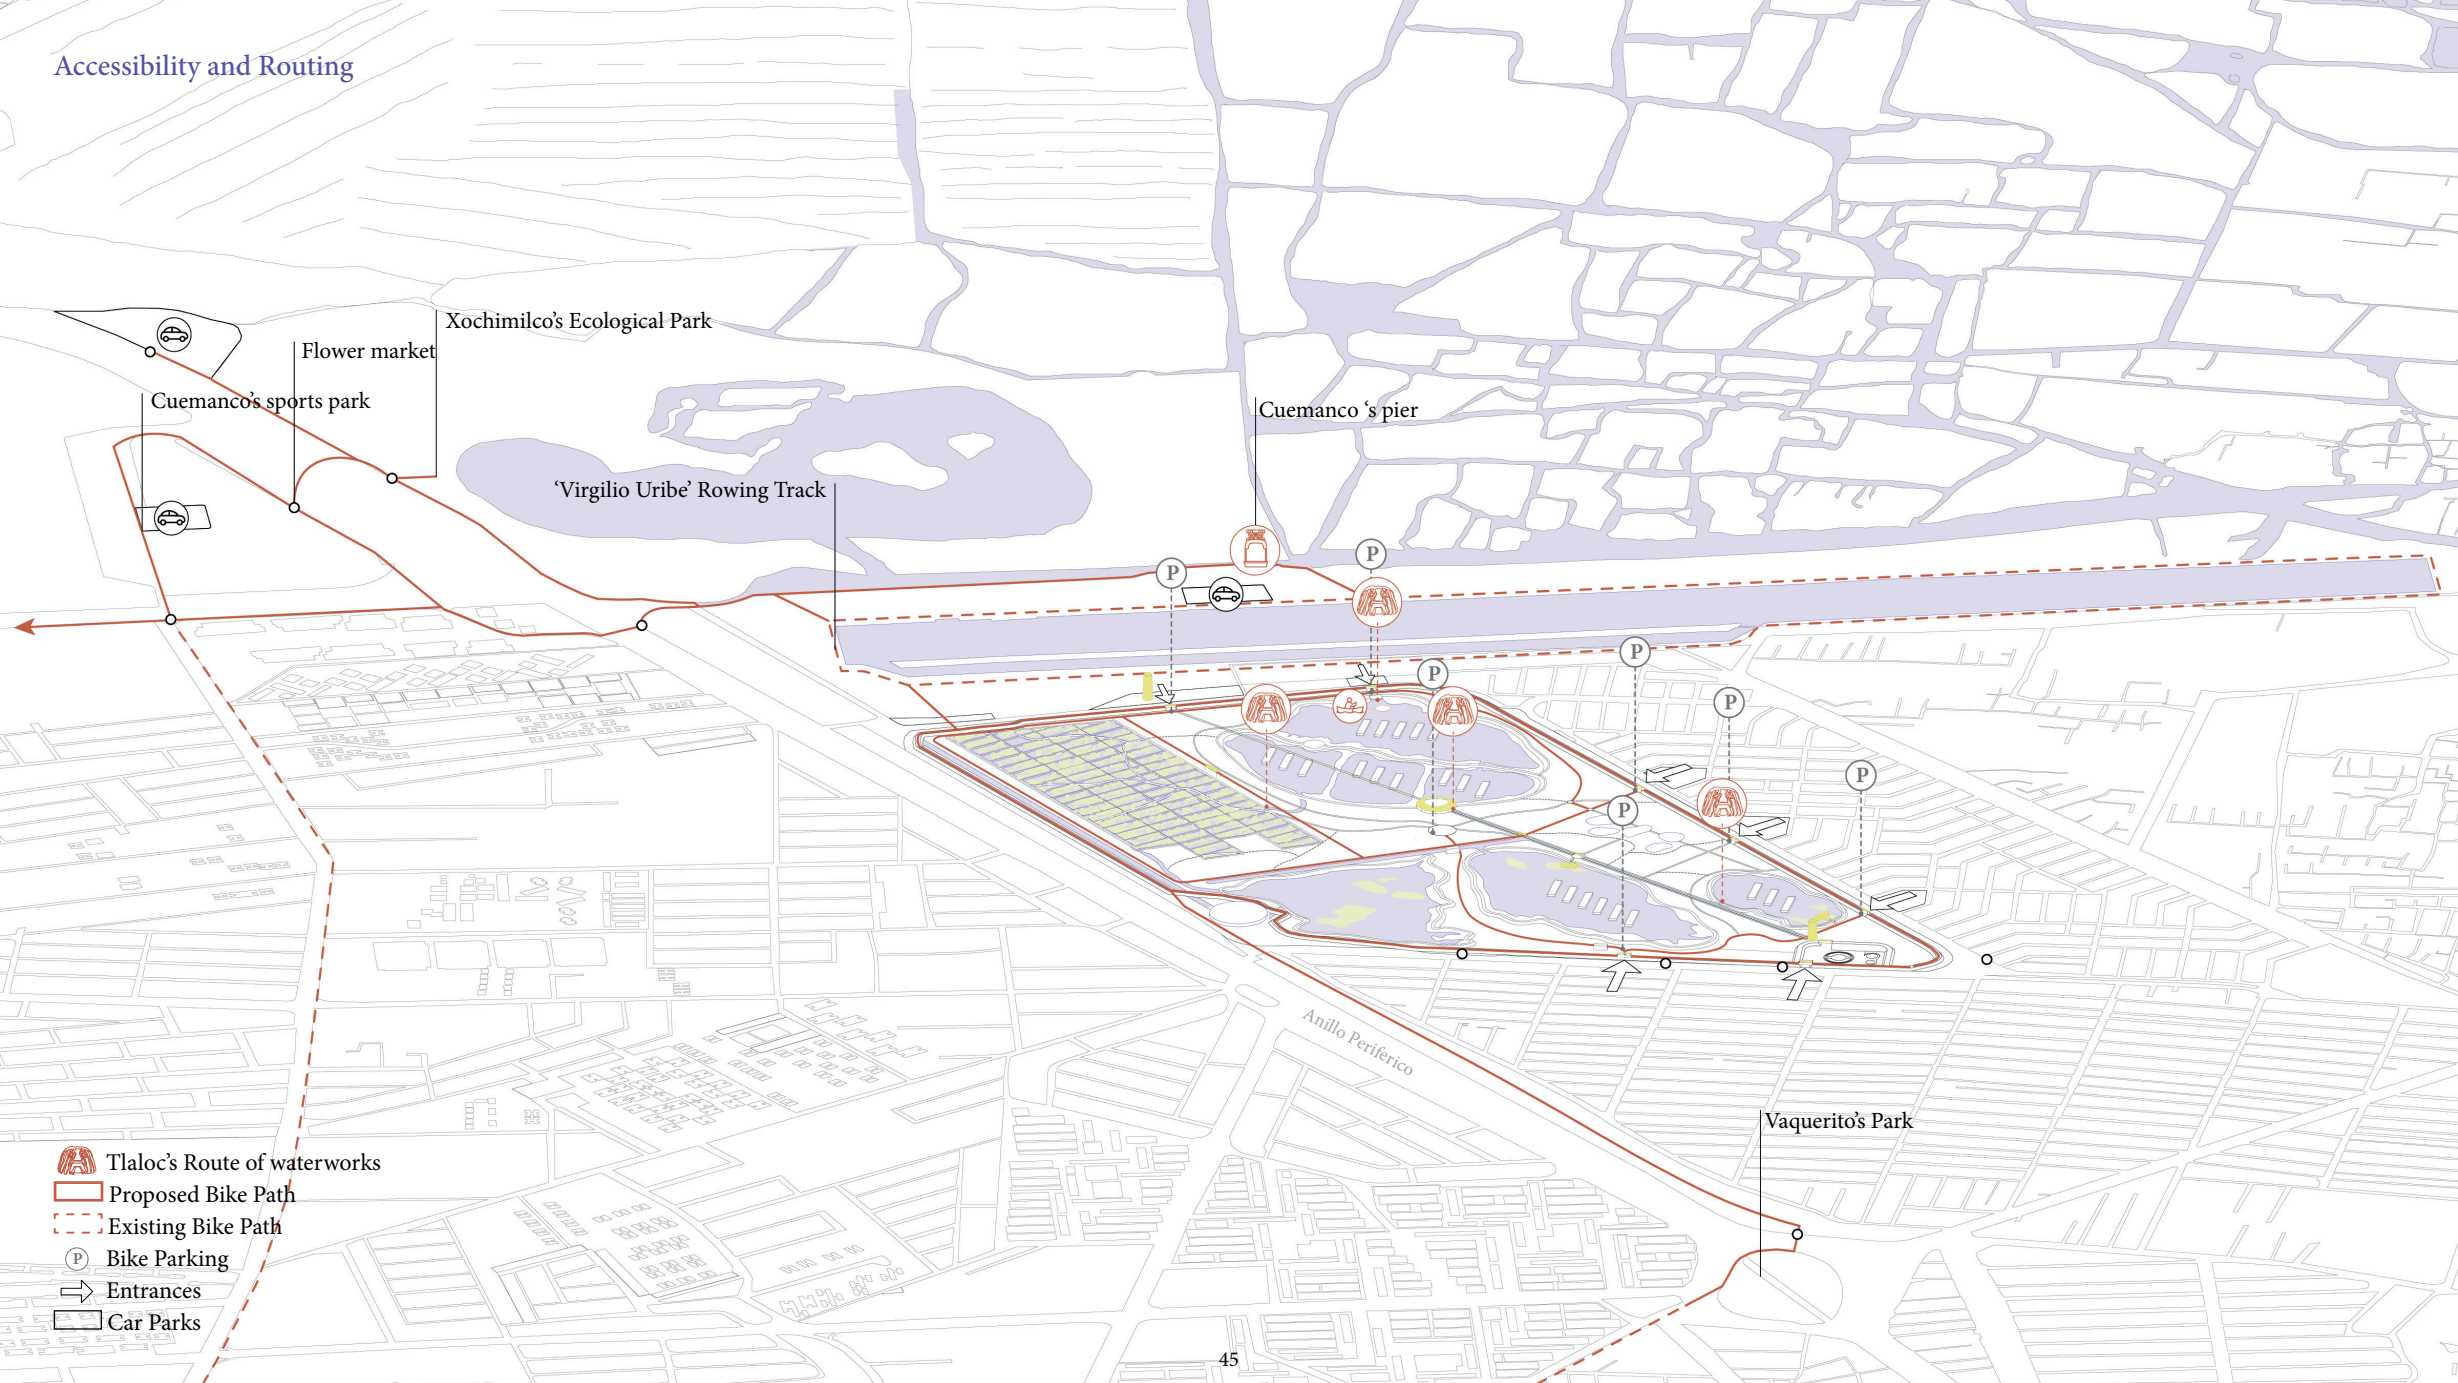 Accessibility and Routing
Xochimilco’s Ecological Park
Flower market
Cuemanco’s sports park
Cuemanco ‘s pier
‘Virgilio Uribe’ Rowing Track
P
P
P
P
P
P
P
P
Anillo Periferico
Vaquerito’s Park
Tlaloc’s Route of waterworks
Proposed Bike Path
Existing Bike Path
P Bike Parking
Entrances
Car Parks
45